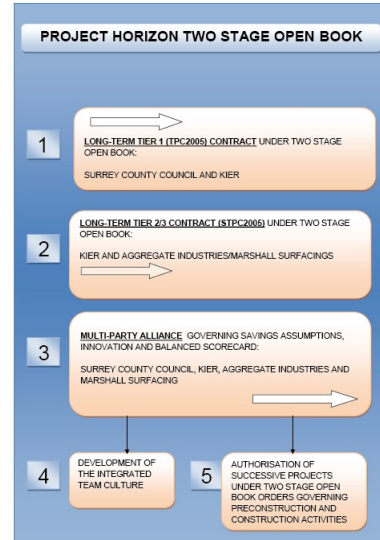 PROJECT HORIZON TWO STAGE OPEN BOOK
1
LONG-TERM TIER 1 (TPC2005) CONTRACT UNDER TWO STAGE
OPEN BOOK:
SURREY COUNTY COUNCIL AND KIER
2
LONG-TERM TIER 2/3 CONTRACT (STPC2005) UNDER TWO STAGE
OPEN BOOK:
KIER AND AGGREGATE INDUSTRIES/MARSHALL SURFACINGS
3
MULTI-PARTY ALLIANCE GOVERNING SAVINGS ASSUMPTIONS,
INNOVATION AND BALANCED SCORECARD:
SURREY COUNTY COUNCIL, KIER, AGGREGATE INDUSTRIES AND
MARSHALL SURFACING
4
DEVELOPMENT OF
THE INTEGRATED
TEAM CULTURE
5
AUTHORISATION OF
SUCCESSIVE PROJECTS
UNDER TWO STAGE OPEN
BOOK ORDERS GOVERNING
PRECONSTRUCTION AND
CONSTRUCTION ACTIVITIES